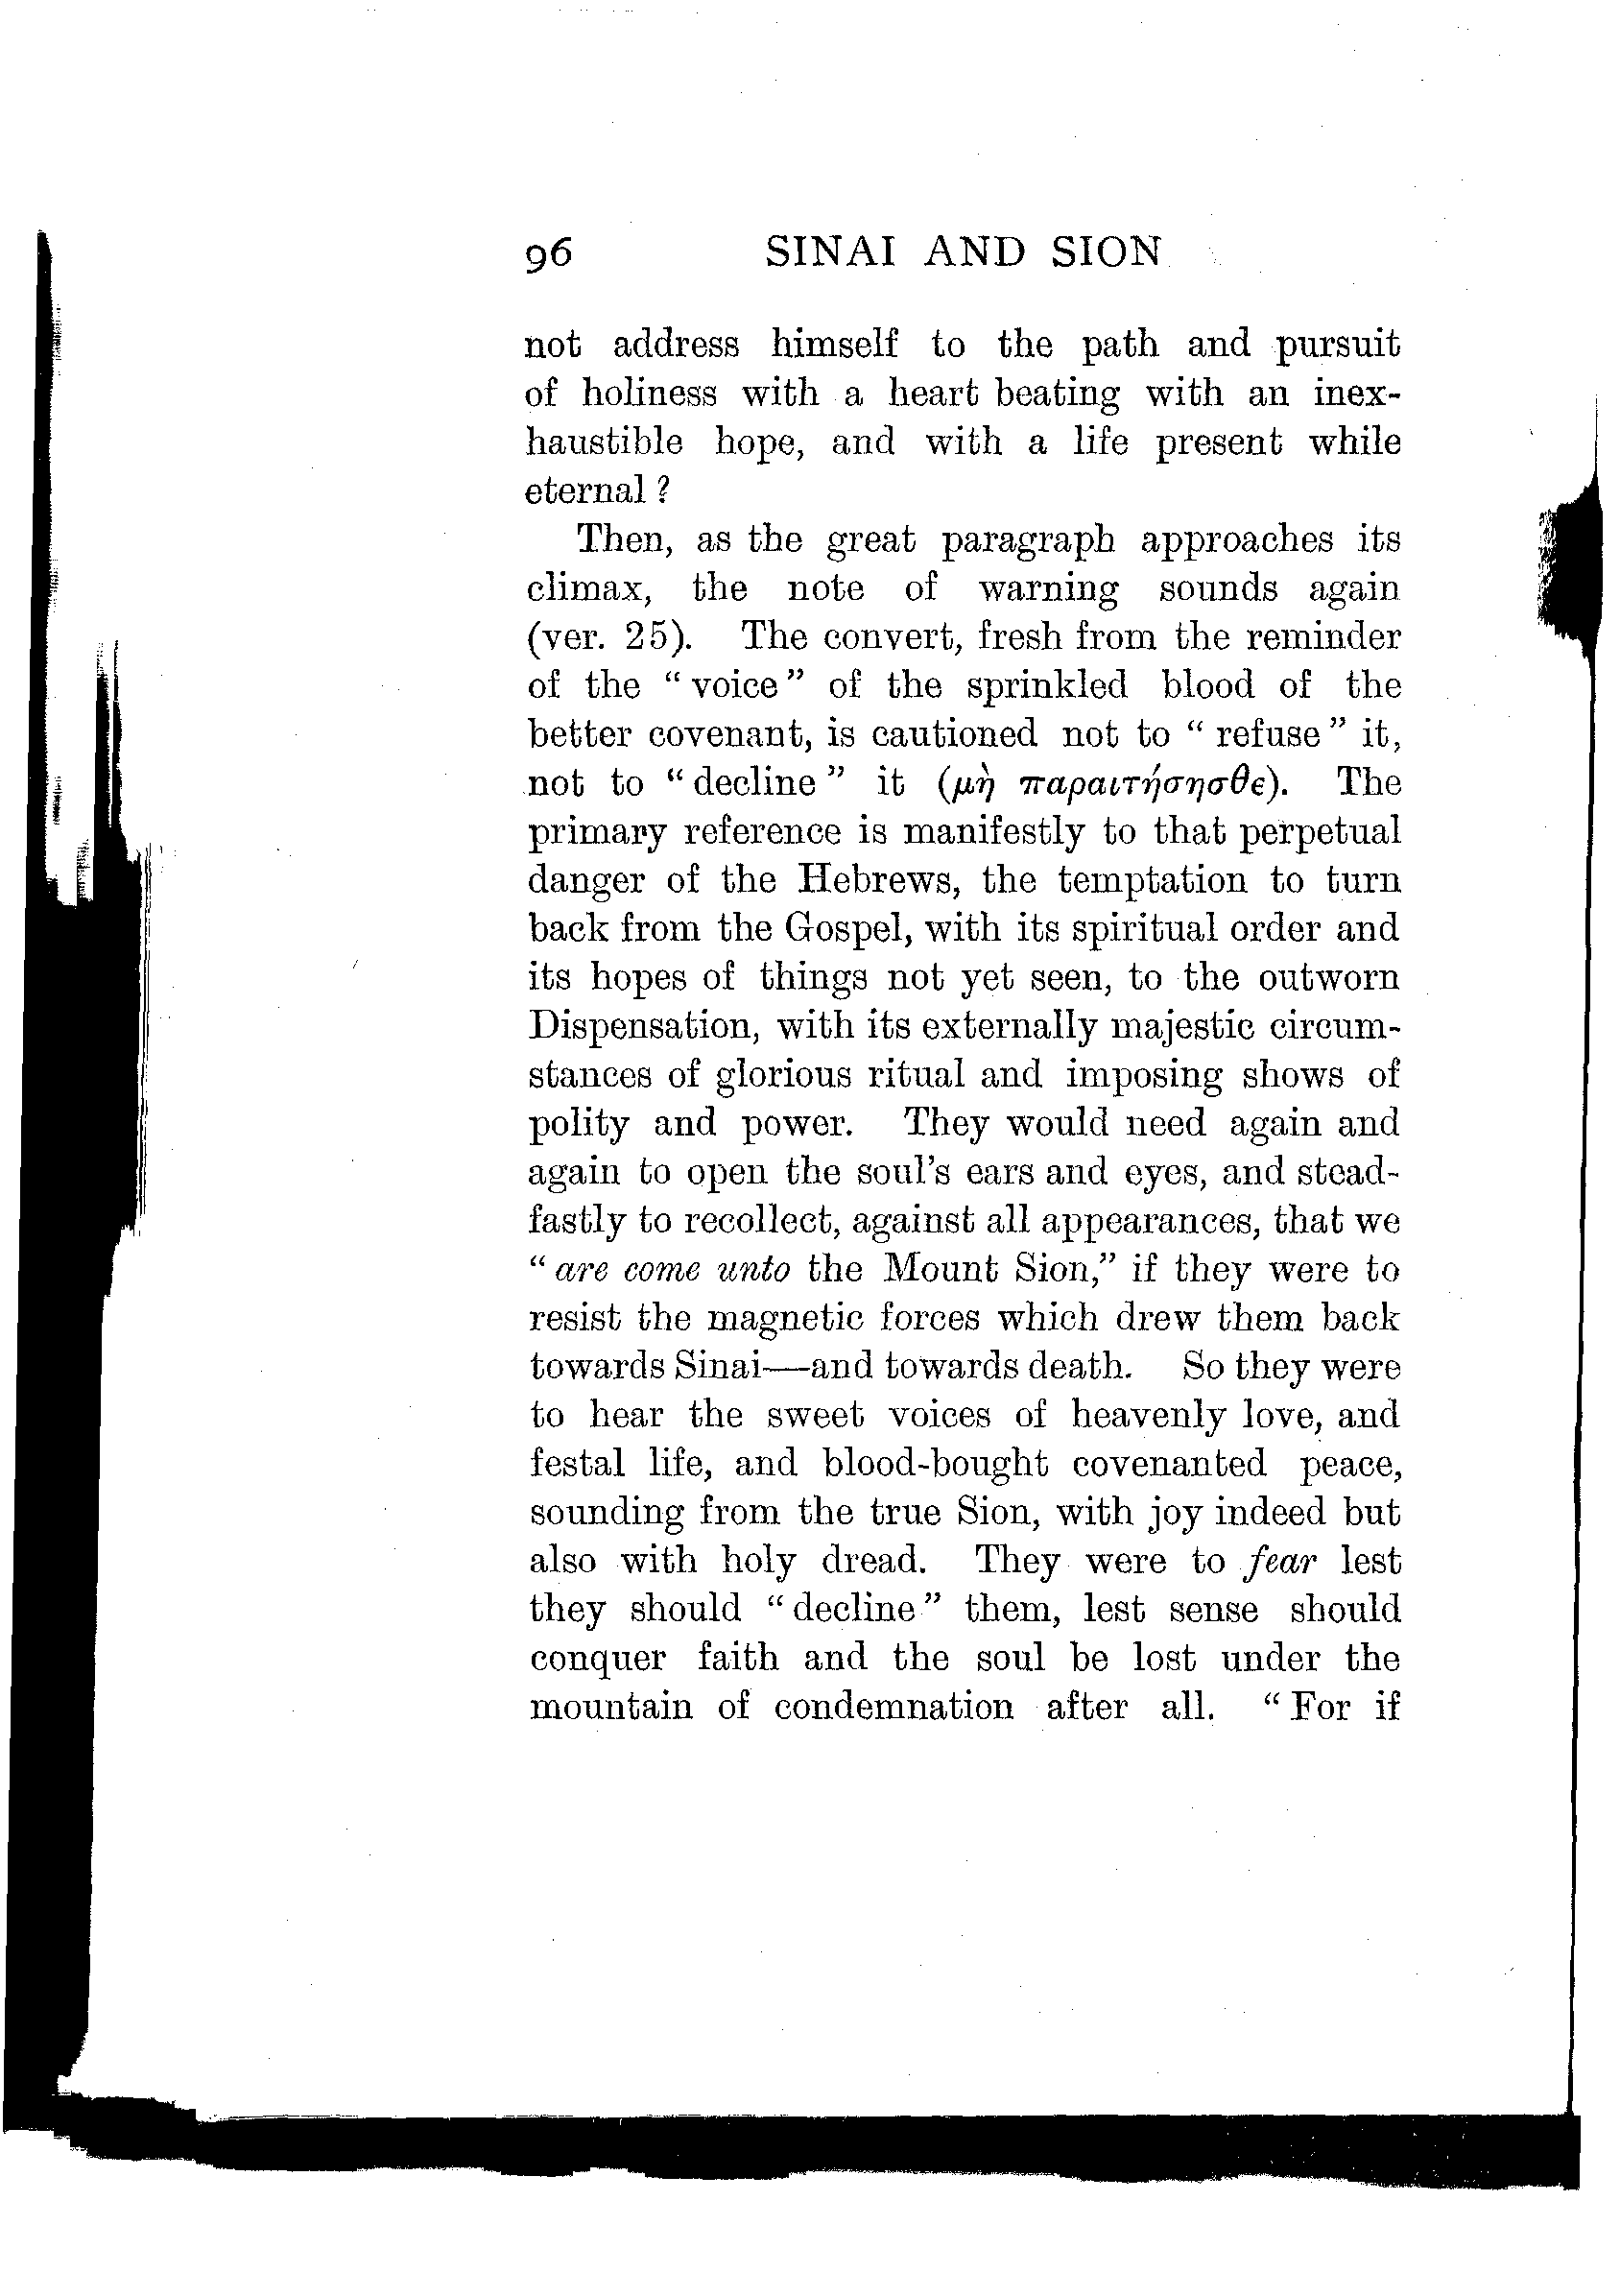 96 SINAI AND SION
not address himself to the path and pursuit
of holiness with a heart beating with an inex-
haustible hope, and with a life present while
eternal ?
Then, as the great paragraph approaches its
climax, the note of warning sounds again
(ver. 25). The convert, fresh from the reminder
of the “ voice ” of the sprinkled blood of the
better covenant, is cautioned not to “ refuse ” it,
not to “ decline ” it (μὴ παραιτήσησθε). The
primary reference is manifestly to that perpetual
danger of the Hebrews, the temptation to turn
back from the Gospel, with its spiritual order and
its hopes of things not yet seen, to the outworn
Dispensation, with its externally majestic circum-
stances of glorious ritual and imposing shows of
polity and power. They would need again and
again to open the soul’s ears and eyes, and stead-
fastly to recollect, against all appearances, that we
“ are come unto the Mount Sion,” if they were to
resist the magnetic forces which drew them back
towards Sinai—and towards death. So they were
to hear the sweet voices of heavenly love, and
festal life, and blood-bought covenanted peace,
sounding from the true Sion, with joy indeed but
also with holy dread. They were to fear lest
they should “ decline ” them, lest sense should
conquer faith and the soul be lost under the
mountain of condemnation after all. “ For if